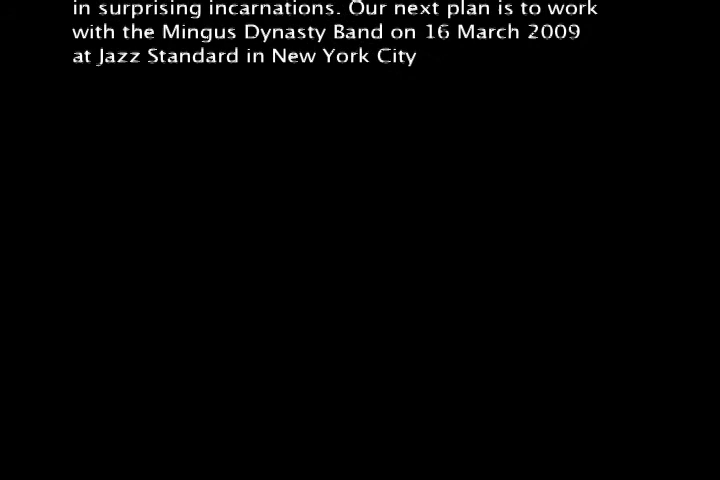 in surprising incarnations. Our next plan is to work
with the Mingus Dynasty Band on 16 March 2009
at Jazz Standard in New York City